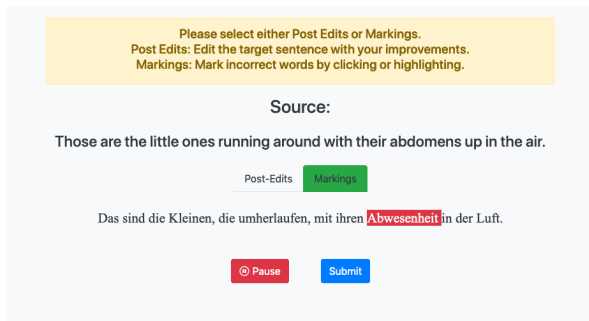 Please select either Post Edits or Markings.
Post Edits: Edit the target sentence with your improvements.
Markings: Mark incorrect words by clicking or highlighting.
Source:
Those are the little ones running around with their abdomens up in the air.
Post-Edits Markings
Das sind die Kleinen, die umherlaufen, mit ihren Abwesenheit in der Luft.
Pause Submit